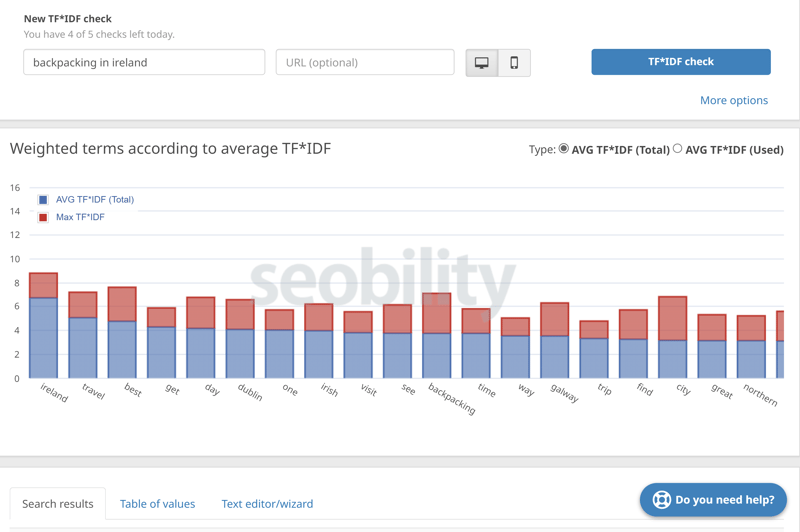 New TF*IDF check
You have 4 of 5 checks left today.
backpacking in ireland
URL (optional)
TF*IDF check
More options
Weighted terms according to average TF*IDF
Type: AVG TF*IDF (Total) AVG TF*IDF (Used)
16
14
12
10
8
6
4
2
0
AVG TF*IDF (Total)
Max TF*IDF
seobility
ireland
travel
best
get
day
dublin
one
irish
visit
see
backpacking
time
way
galway
trip
find
city
great
northern
Search results
Table of values
Text editor/wizard
Do you need help?